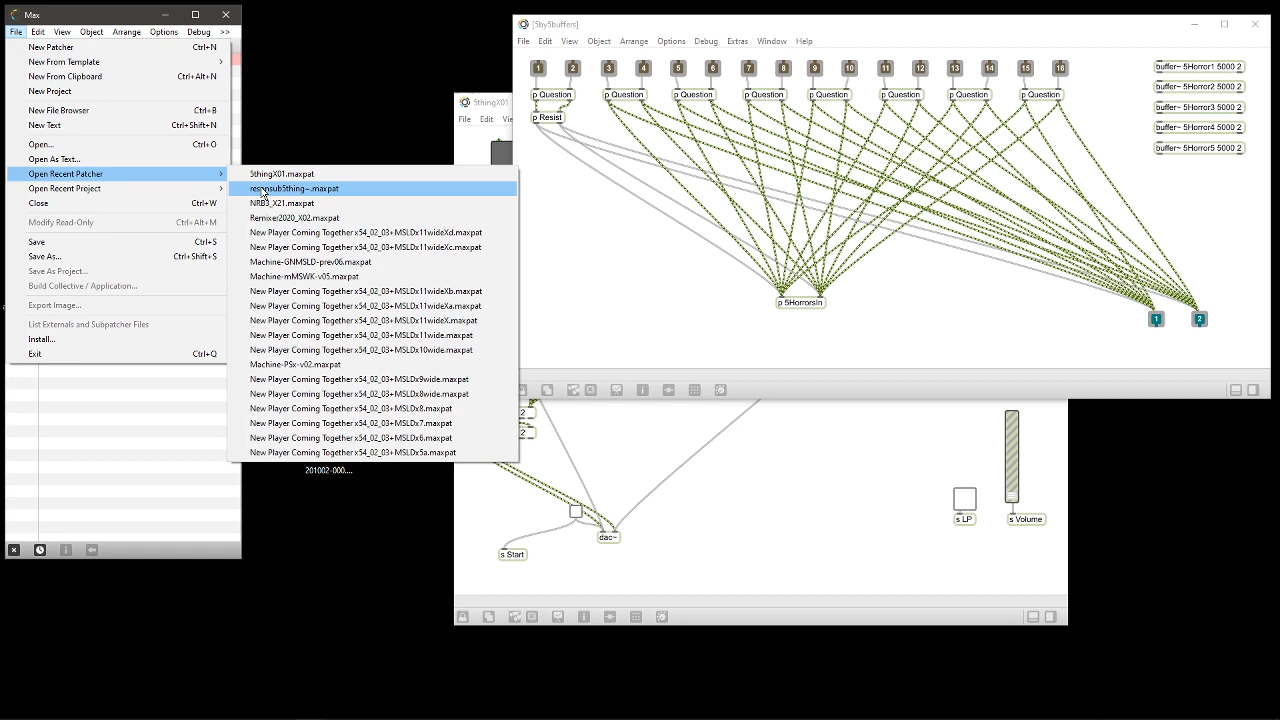 Max
File Edit View Object Arrange Options Debug >>
New Patcher Ctrl+N
New From Template
New From Clipboard Ctrl+Alt+N
New Project
New File Browser Ctrl+B
New Text Ctrl+Shift+N
Open... Ctrl+O
Open As Text...
Open Recent Patcher
Open Recent Project
Close Ctrl+W
Modify Read-Only Ctrl+Alt+M
Save Ctrl+S
Save As... Ctrl+Shift+S
Save As Project...
Build Collective / Application...
Export Image...
List Externals and Subpatcher Files
Install...
Exit Ctrl+Q
5thingX01.maxpat
NRB3_X21.maxpat
Remixer2020_X02.maxpat
New Player Coming Together x54_02_03+MSLDx11wideXd.maxpat
New Player Coming Together x54_02_03+MSLDx11wideXc.maxpat
Machine-GNMSLD-prev06.maxpat
Machine-mMSWK-v05.maxpat
New Player Coming Together x54_02_03+MSLDx11wideXb.maxpat
New Player Coming Together x54_02_03+MSLDx11wideXa.maxpat
New Player Coming Together x54_02_03+MSLDx11wideX.maxpat
New Player Coming Together x54_02_03+MSLDx11wide.maxpat
New Player Coming Together x54_02_03+MSLDx10wide.maxpat
Machine-PSx-v02.maxpat
New Player Coming Together x54_02_03+MSLDx9wide.maxpat
New Player Coming Together x54_02_03+MSLDx8wide.maxpat
New Player Coming Together x54_02_03+MSLDx8.maxpat
New Player Coming Together x54_02_03+MSLDx7.maxpat
New Player Coming Together x54_02_03+MSLDx6.maxpat
New Player Coming Together x54_02_03+MSLDx5a.maxpat
201002-000....
[5by5buffers]
File Edit View Object Arrange Options Debug Extras Window Help
1 2 3 4 5 6 7 8 9 10 11 12 13 14 15 16
p Question p Question p Question p Question p Question p Question p Question p Question
p Resist
buffer~ 5Horror1 5000 2
buffer~ 5Horror2 5000 2
buffer~ 5Horror3 5000 2
buffer~ 5Horror4 5000 2
buffer~ 5Horror5 5000 2
p 5HorrorsIn
1 2
5thingX01
File Edit
2
2
dac~
s Start
s LP
s Volume